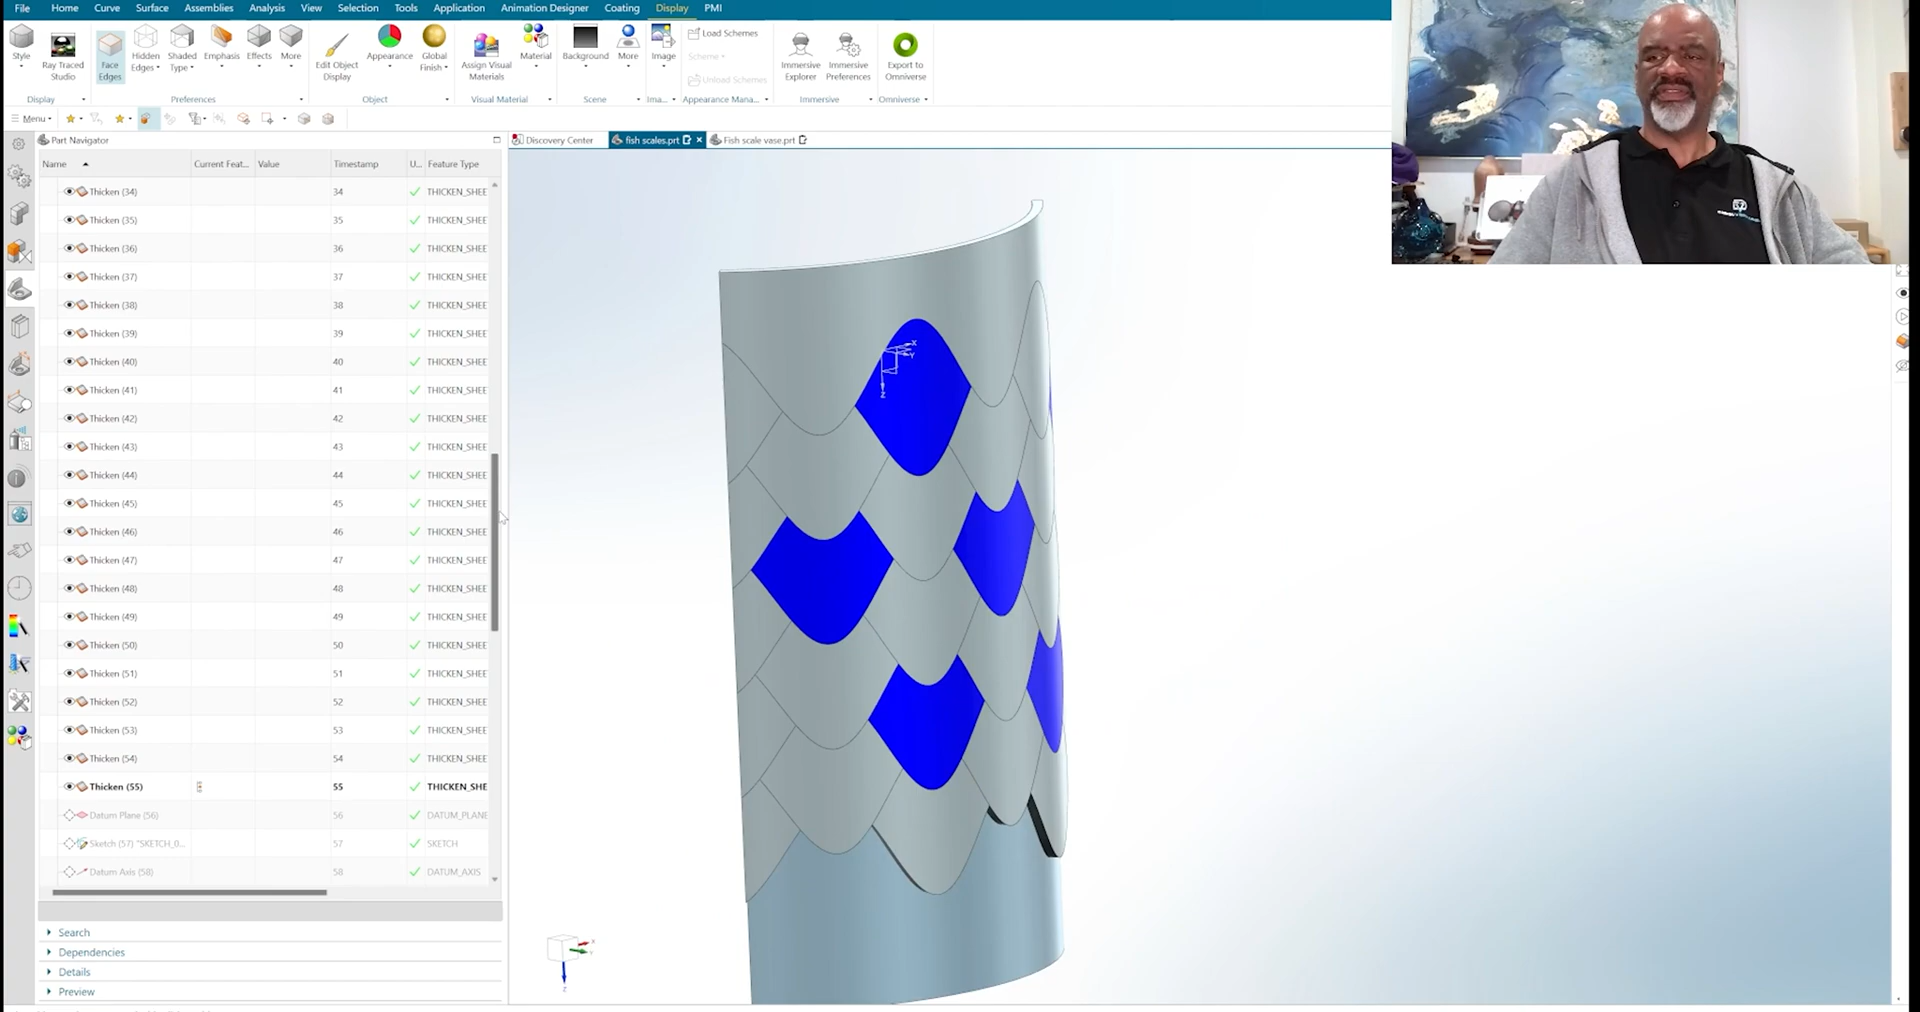 File Home Curve Surface Assemblies Analysis View Selection Tools Application Animation Designer Coating Display PMI
Style Ray Traced Studio Face Edges Hidden Edges Shaded Type Emphasis Effects More Edit Object Display Appearance Global Finish Assign Visual Materials Material Background More Image Load Schemes Immersive Explorer Immersive Preferences Export to Omniverse
Scheme
Unload Schemes
Display Preferences Object Visual Material Scene Ima... Appearance Mana... Immersive Omniverse
Menu
Part Navigator Discovery Center fish scales.prt Fish scale vase.prt
Name Current Feat... Value Timestamp U... Feature Type
Thicken (34) 34 THICKEN_SHEE
Thicken (35) 35 THICKEN_SHEE
Thicken (36) 36 THICKEN_SHEE
Thicken (37) 37 THICKEN_SHEE
Thicken (38) 38 THICKEN_SHEE
Thicken (39) 39 THICKEN_SHEE
Thicken (40) 40 THICKEN_SHEE
Thicken (41) 41 THICKEN_SHEE
Thicken (42) 42 THICKEN_SHEE
Thicken (43) 43 THICKEN_SHEE
Thicken (44) 44 THICKEN_SHEE
Thicken (45) 45 THICKEN_SHEE
Thicken (46) 46 THICKEN_SHEE
Thicken (47) 47 THICKEN_SHEE
Thicken (48) 48 THICKEN_SHEE
Thicken (49) 49 THICKEN_SHEE
Thicken (50) 50 THICKEN_SHEE
Thicken (51) 51 THICKEN_SHEE
Thicken (52) 52 THICKEN_SHEE
Thicken (53) 53 THICKEN_SHEE
Thicken (54) 54 THICKEN_SHEE
Thicken (55) 55 THICKEN_SHE
Datum Plane (56) 56 DATUM_PLANE
Sketch (57) "SKETCH_0... 57 SKETCH
Datum Axis (58) 58 DATUM_AXIS
Search
Dependencies
Details
Preview
X
Y
Z
X
Y
Z